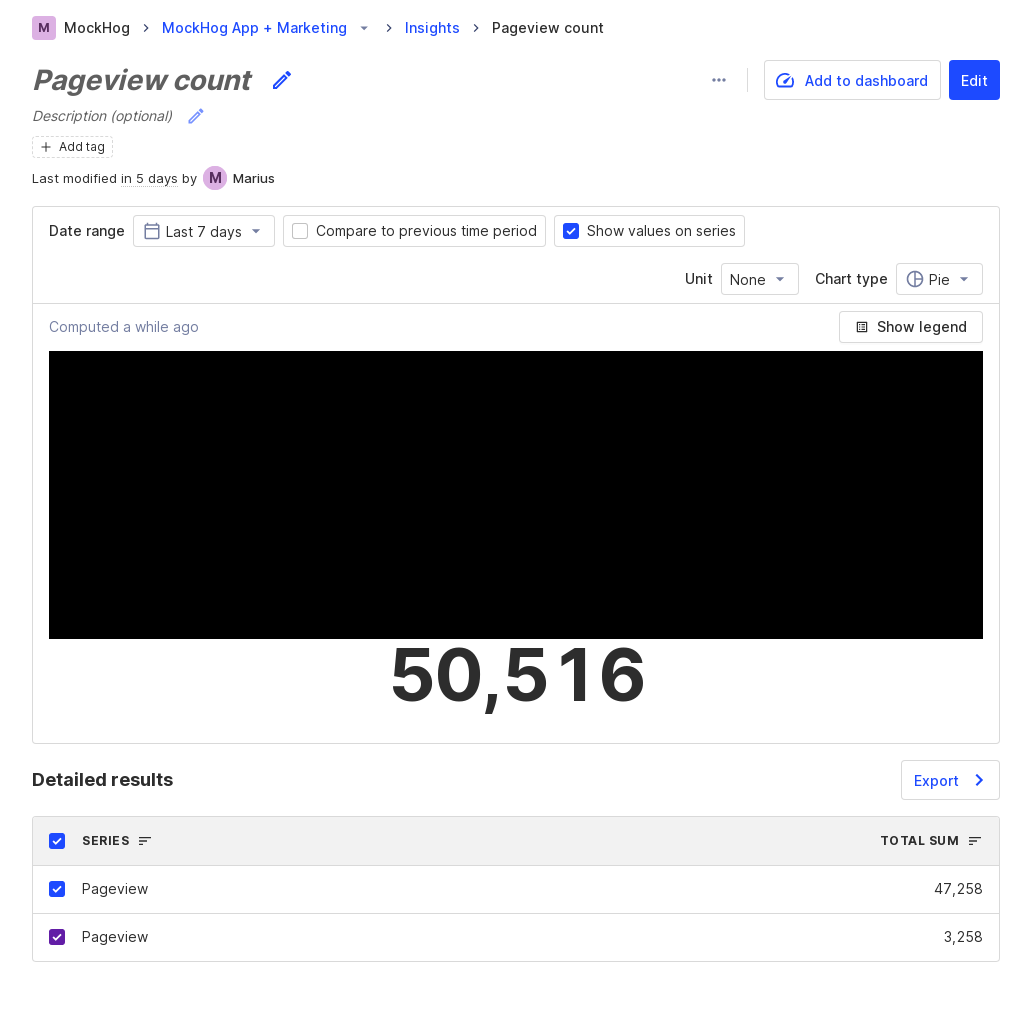 M MockHog MockHog App + Marketing Insights Pageview count
Pageview count
Add to dashboard Edit
Description (optional)
Add tag
Last modified in 5 days by M Marius
Date range Last 7 days Compare to previous time period Show values on series
Unit None Chart type Pie
Computed a while ago Show legend
50,516
Detailed results Export
SERIES TOTAL SUM
Pageview 47,258
Pageview 3,258